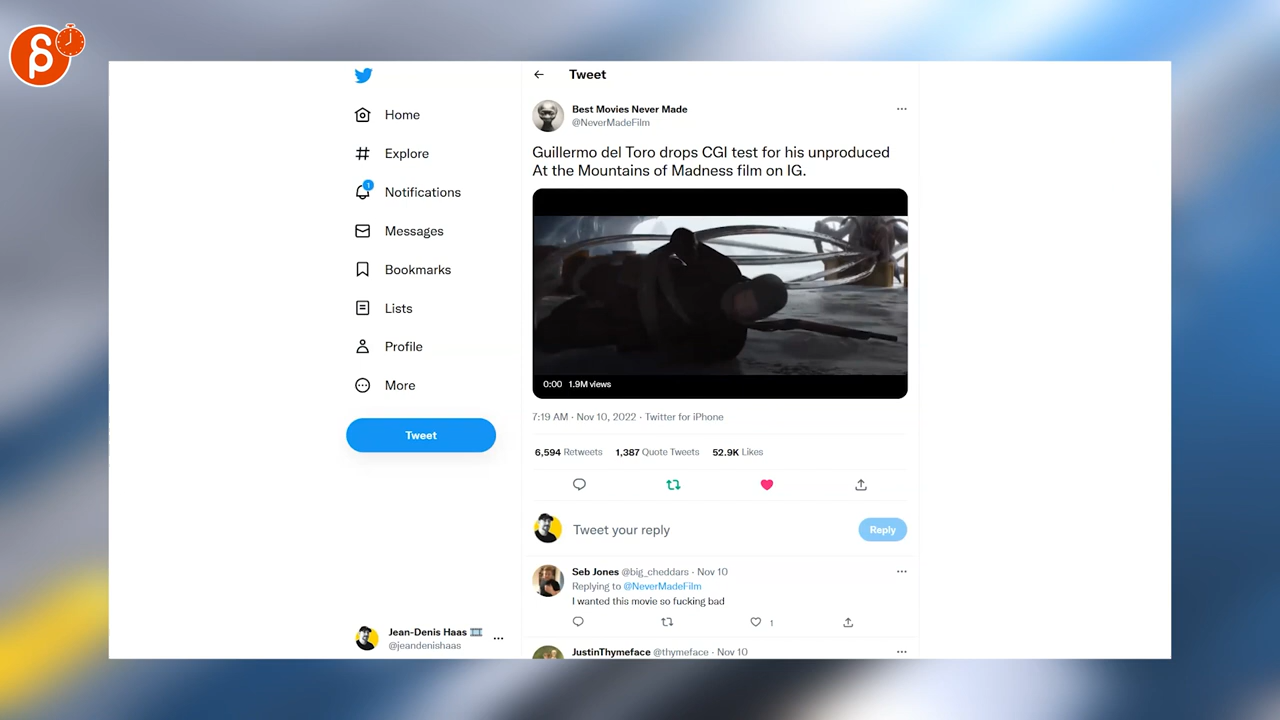 Tweet
Best Movies Never Made
@NeverMadeFilm
Home
Explore
Notifications
1
Messages
Bookmarks
Lists
Profile
More
Tweet
Jean-Denis Haas
@jeandenishaas
Guillermo del Toro drops CGI test for his unproduced
At the Mountains of Madness film on IG.
0:00 1.9M views
7:19 AM · Nov 10, 2022 · Twitter for iPhone
6,594 Retweets 1,387 Quote Tweets 52.9K Likes
Tweet your reply
Reply
Seb Jones @big_cheddars · Nov 10
Replying to @NeverMadeFilm
I wanted this movie so fucking bad
1
JustinThymeface @thymeface · Nov 10